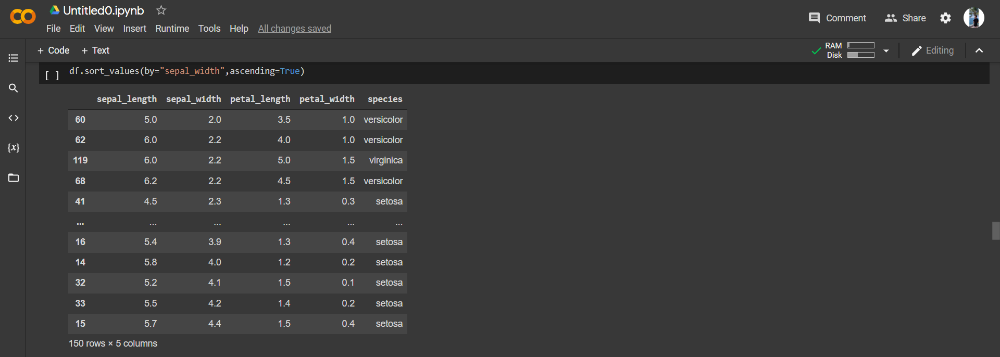 Untitled0.ipynb
File Edit View Insert Runtime Tools Help All changes saved
Comment Share
+ Code + Text
RAM
Disk
Editing
[ ] df.sort_values(by="sepal_width",ascending=True)
sepal_length sepal_width petal_length petal_width species
60 5.0 2.0 3.5 1.0 versicolor
62 6.0 2.2 4.0 1.0 versicolor
119 6.0 2.2 5.0 1.5 virginica
68 6.2 2.2 4.5 1.5 versicolor
41 4.5 2.3 1.3 0.3 setosa
... ... ... ... ... ...
16 5.4 3.9 1.3 0.4 setosa
14 5.8 4.0 1.2 0.2 setosa
32 5.2 4.1 1.5 0.1 setosa
33 5.5 4.2 1.4 0.2 setosa
15 5.7 4.4 1.5 0.4 setosa
150 rows × 5 columns